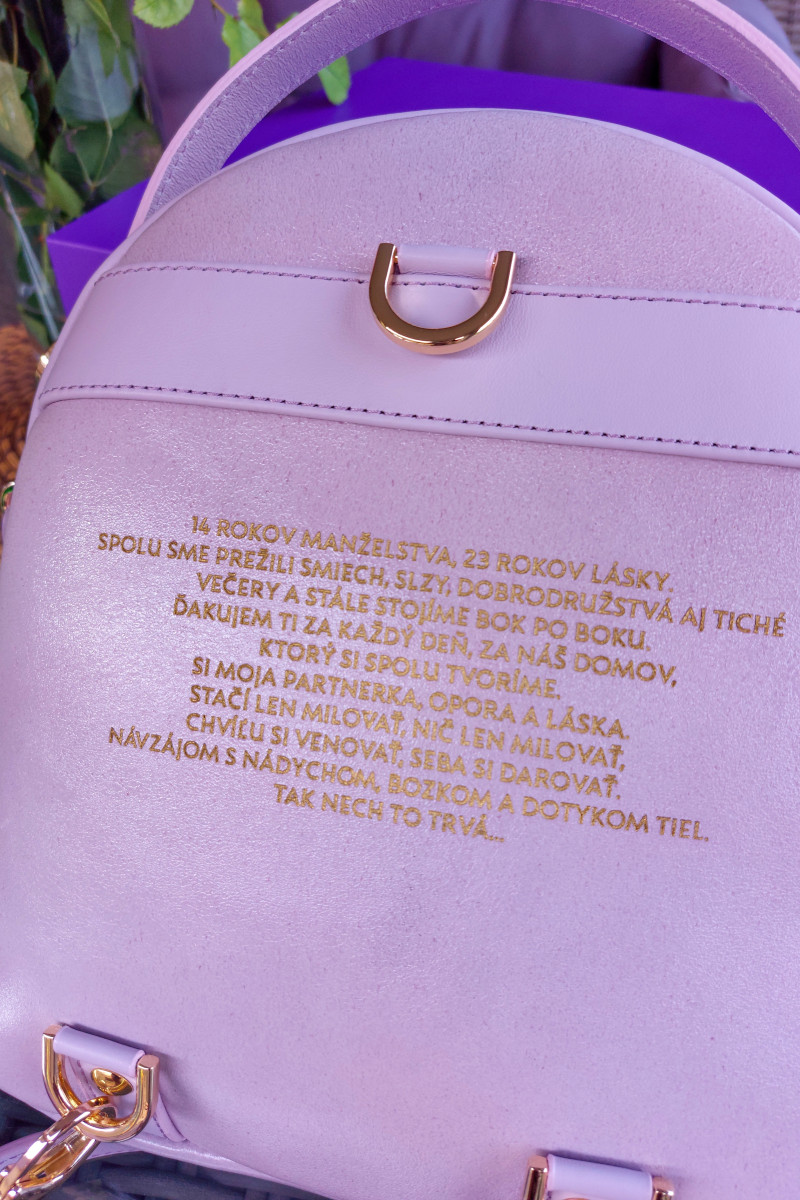 14 ROKOV MANŽELSTVA, 23 ROKOV LÁSKY.
SPOLU SME PREŽILI SMIECH, SLZY, DOBRODRUŽSTVÁ AJ TICHÉ
VEČERY A STÁLE STOJÍME BOK PO BOKU.
ĎAKUJEM TI ZA KAŽDÝ DEŇ, ZA NÁŠ DOMOV,
KTORÝ SI SPOLU TVORÍME.
SI MOJA PARTNERKA, OPORA A LÁSKA.
STAČÍ LEN MILOVAŤ, NIČ LEN MILOVAŤ,
CHVÍĽU SI VENOVAŤ, SEBA SI DAROVAŤ.
NÁVZÁJOM S NÁDYCHOM, BOZKOM A DOTYKOM TIEL.
TAK NECH TO TRVÁ...